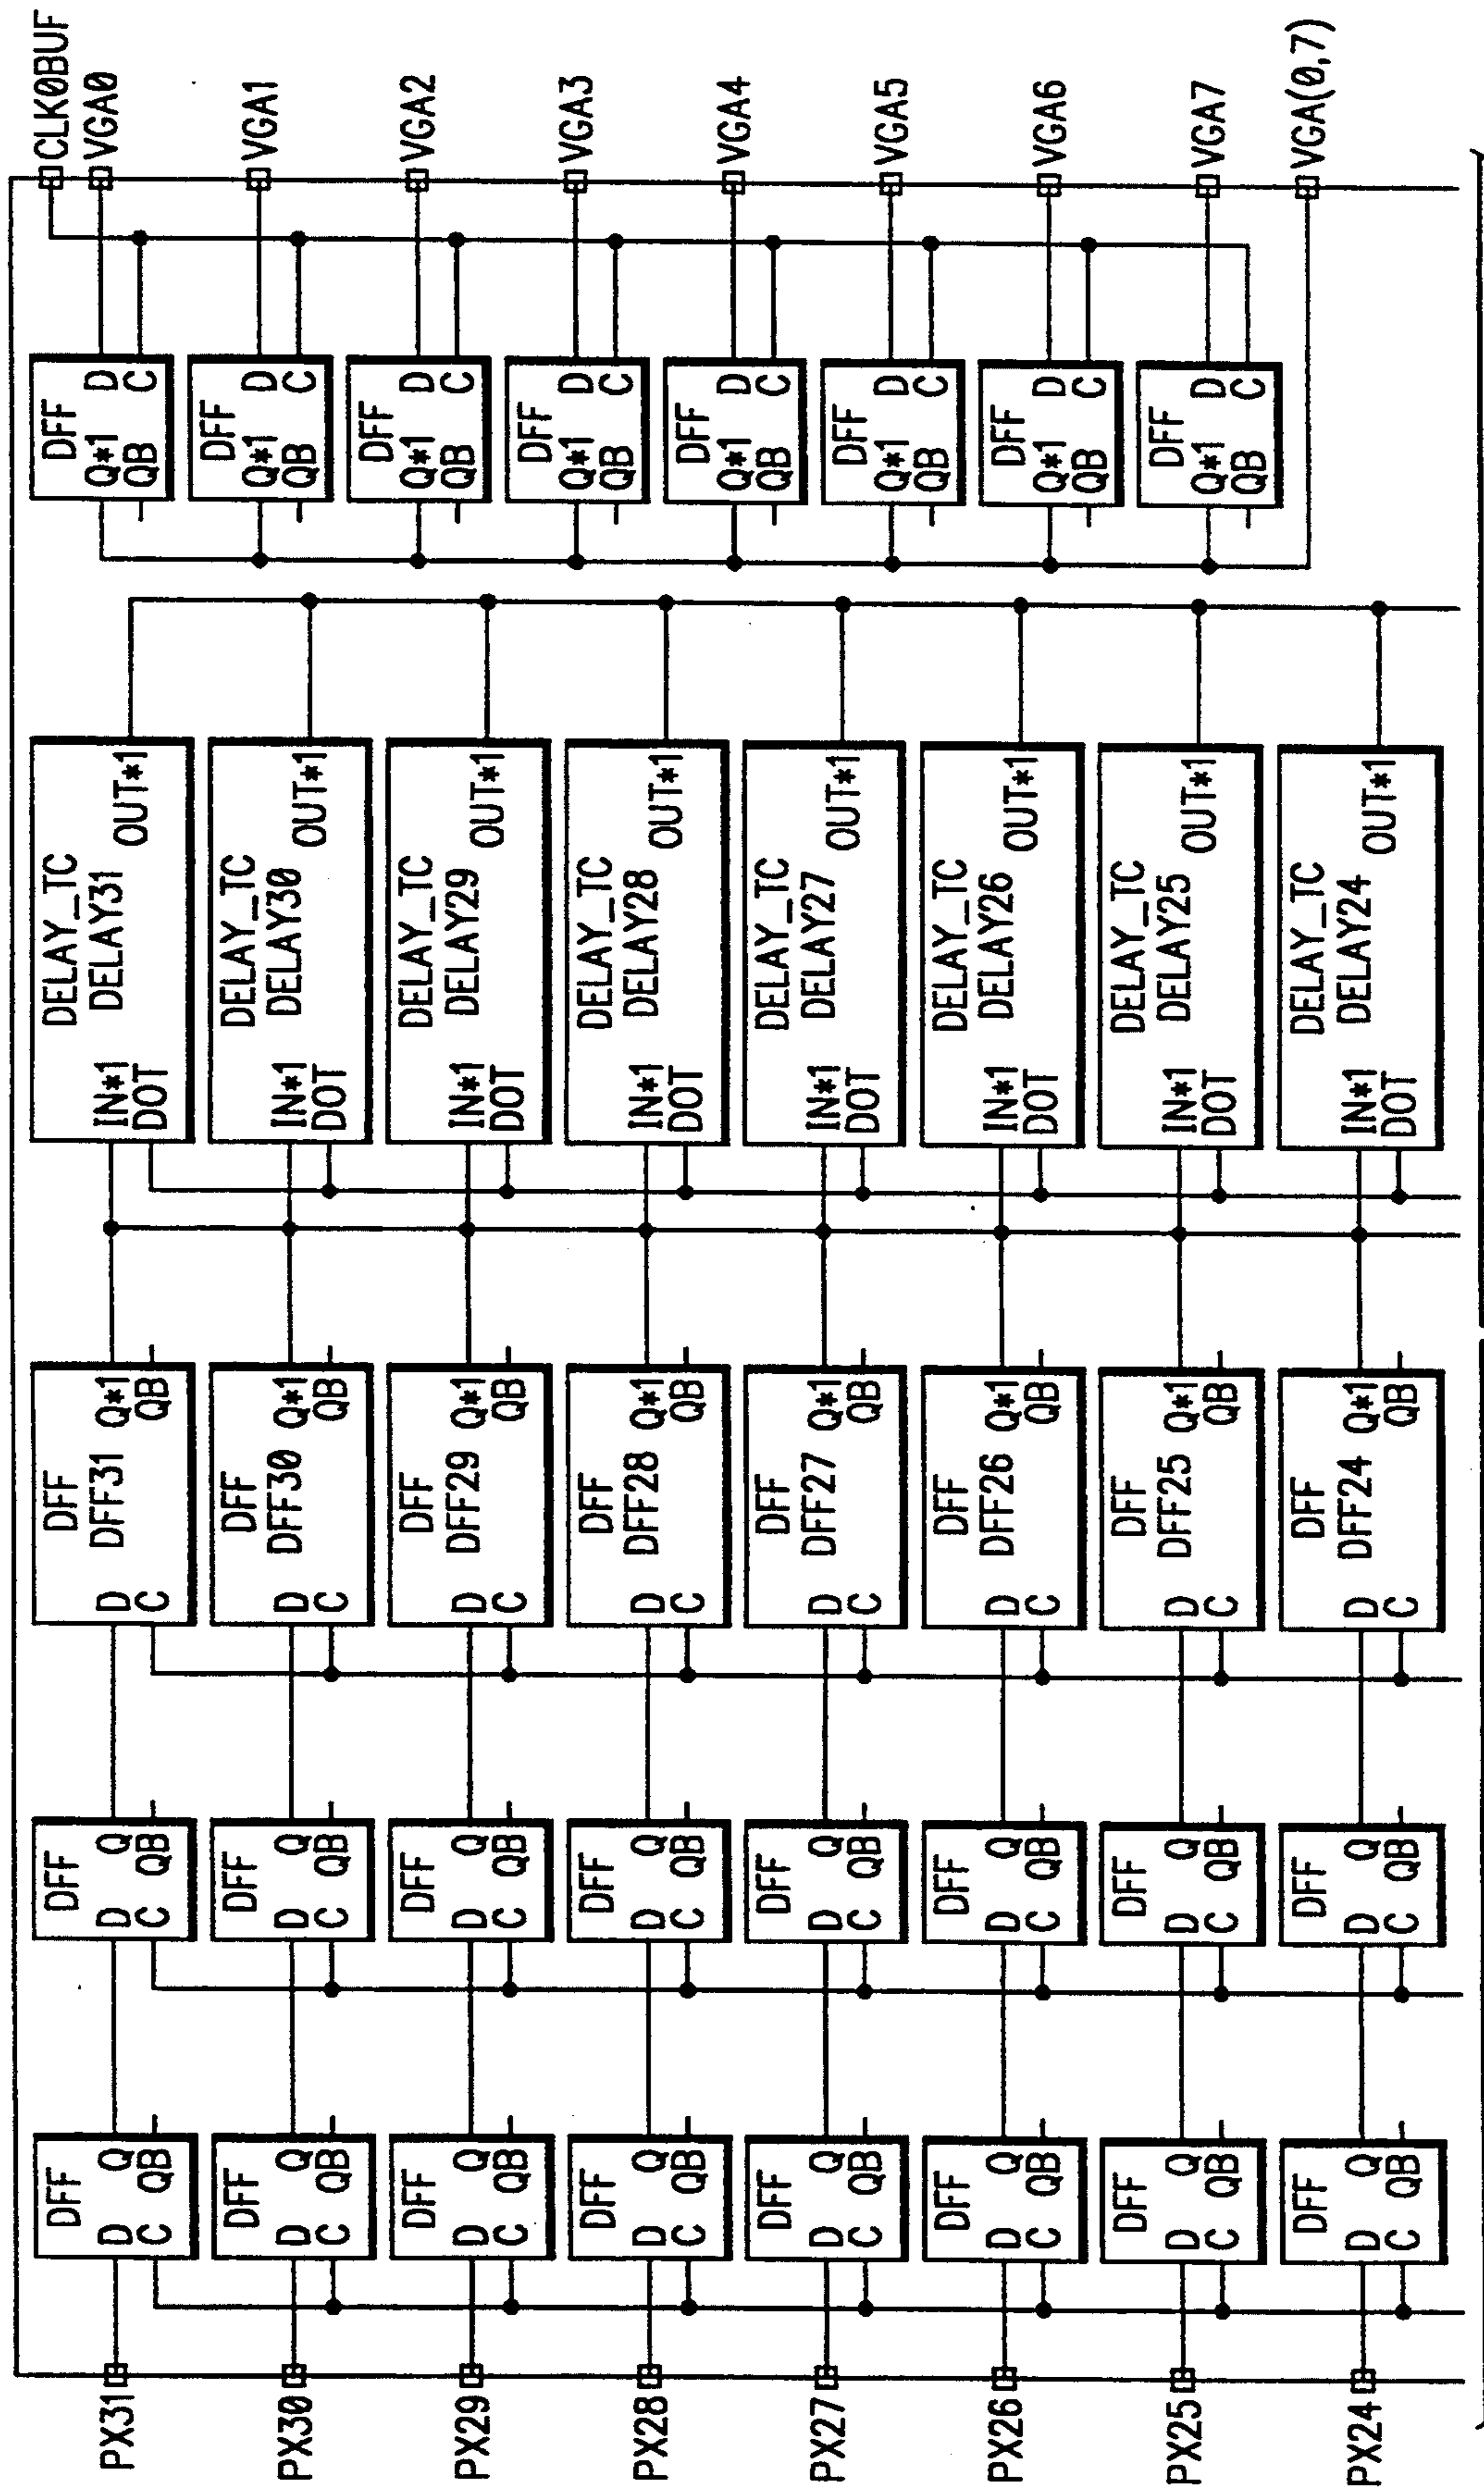 DFF DFF DFF DELAY_TC
PX31 D Q D Q D DFF31 Q*1 IN*1 DELAY31 OUT*1
C QB C QB C QB DOT
DFF DFF DFF DELAY_TC
PX30 D Q D Q D DFF30 Q*1 IN*1 DELAY30 OUT*1
C QB C QB C QB DOT
DFF DFF DFF DELAY_TC
PX29 D Q D Q D DFF29 Q*1 IN*1 DELAY29 OUT*1
C QB C QB C QB DOT
DFF DFF DFF DELAY_TC
PX28 D Q D Q D DFF28 Q*1 IN*1 DELAY28 OUT*1
C QB C QB C QB DOT
DFF DFF DFF DELAY_TC
PX27 D Q D Q D DFF27 Q*1 IN*1 DELAY27 OUT*1
C QB C QB C QB DOT
DFF DFF DFF DELAY_TC
PX26 D Q D Q D DFF26 Q*1 IN*1 DELAY26 OUT*1
C QB C QB C QB DOT
DFF DFF DFF DELAY_TC
PX25 D Q D Q D DFF25 Q*1 IN*1 DELAY25 OUT*1
C QB C QB C QB DOT
DFF DFF DFF DELAY_TC
PX24 D Q D Q D DFF24 Q*1 IN*1 DELAY24 OUT*1
C QB C QB C QB DOT
DFF CLK0BUF
Q*1 D VGA0
QB C
DFF
Q*1 D VGA1
QB C
DFF
Q*1 D VGA2
QB C
DFF
Q*1 D VGA3
QB C
DFF
Q*1 D VGA4
QB C
DFF
Q*1 D VGA5
QB C
DFF
Q*1 D VGA6
QB C
DFF
Q*1 D VGA7
QB C
VGA(0,7)